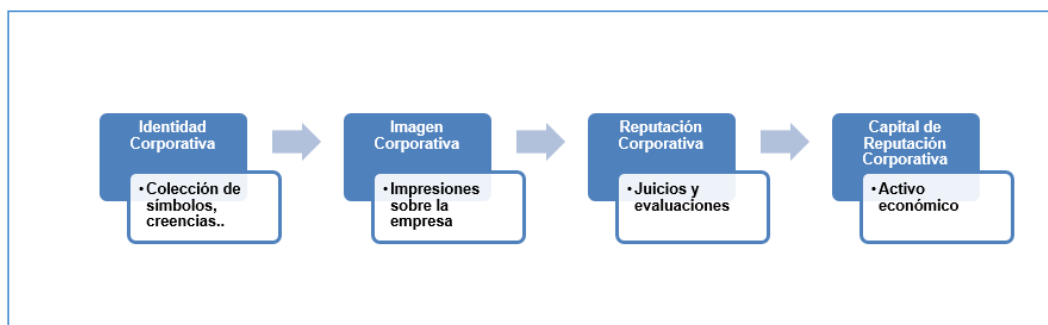 Identidad
Corporativa
• Colección de
símbolos,
creencias..
Imagen
Corporativa
• Impresiones
sobre la
empresa
Reputación
Corporativa
• Juicios y
evaluaciones
Capital de
Reputación
Corporativa
• Activo
económico